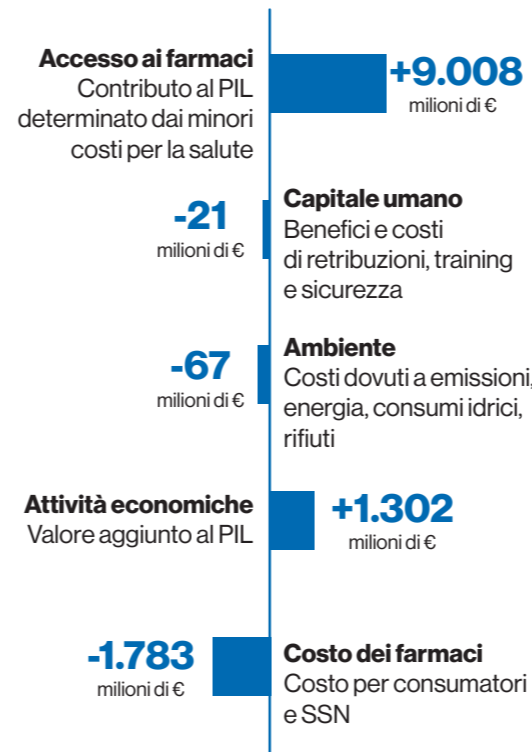 Accesso ai farmaci
Contributo al PIL
determinato dai minori
costi per la salute
+9.008
milioni di €
-21
milioni di €
Capitale umano
Benefici e costi
di retribuzioni, training
e sicurezza
-67
milioni di €
Ambiente
Costi dovuti a emissioni,
energia, consumi idrici,
rifiuti
Attività economiche
Valore aggiunto al PIL
+1.302
milioni di €
-1.783
milioni di €
Costo dei farmaci
Costo per consumatori
e SSN